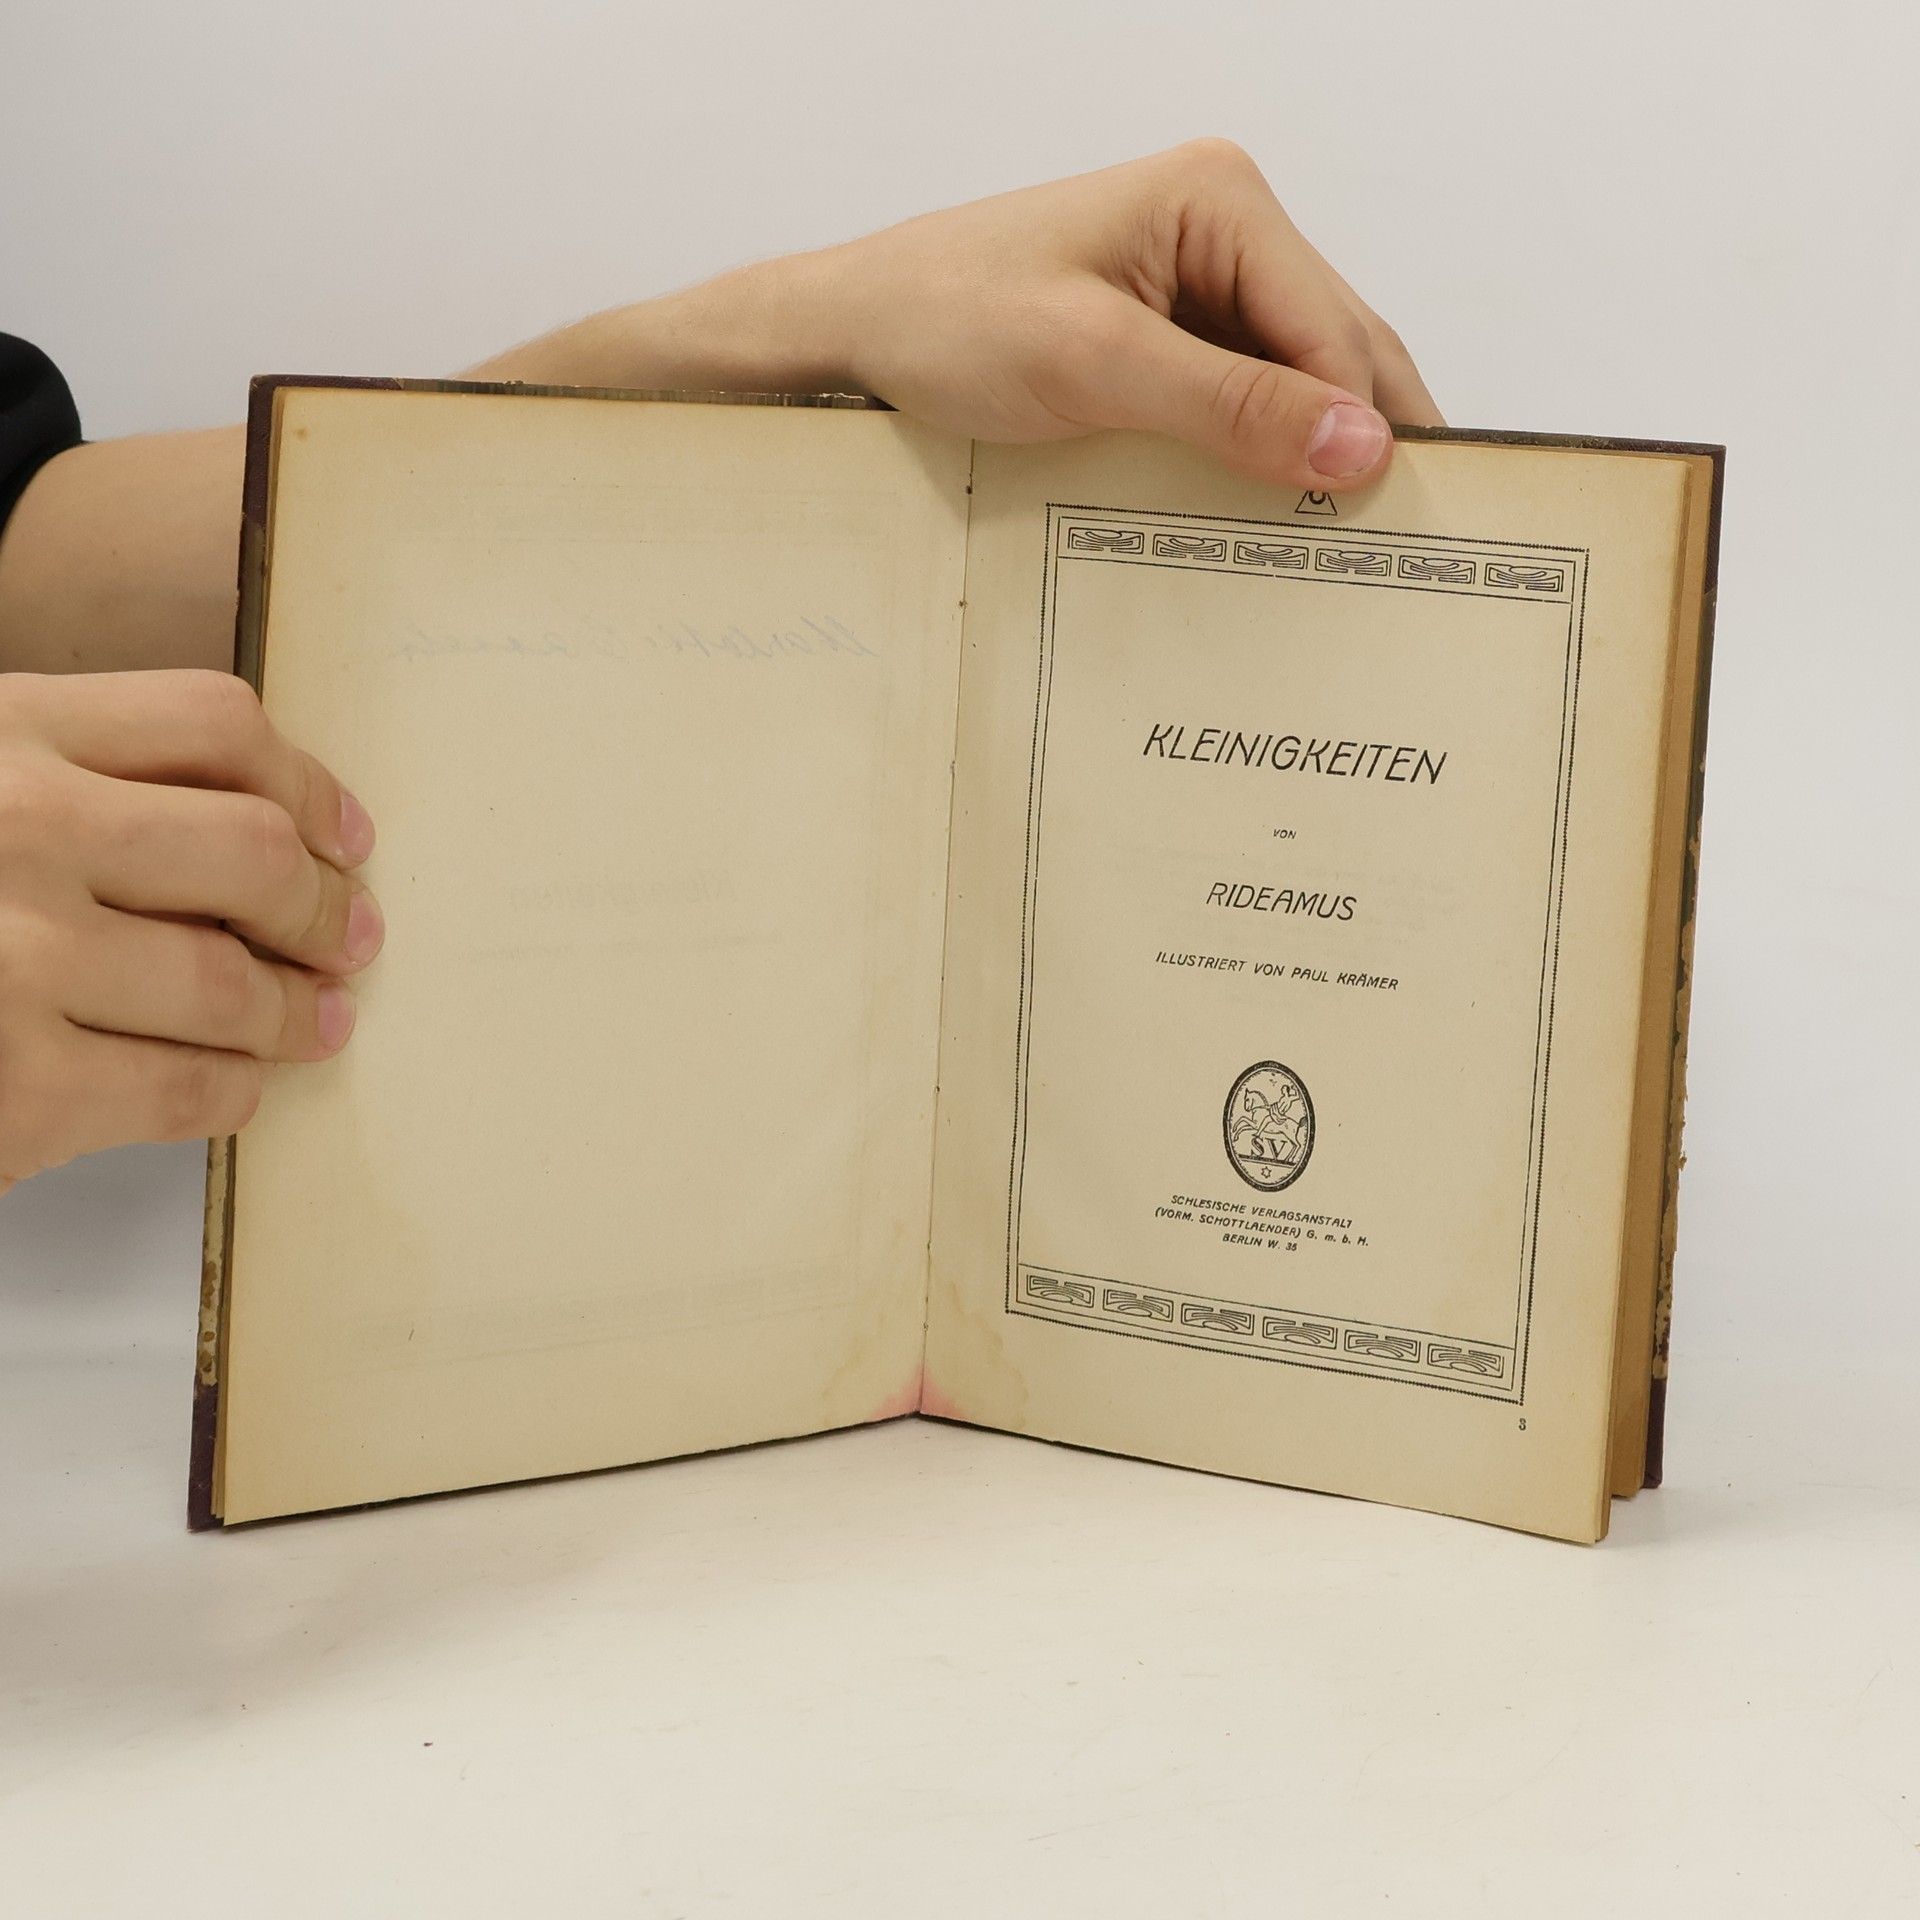 KLEINIGKEITEN
VON
RIDEAMUS
ILLUSTRIERT VON PAUL KRÄMER
SV
SCHLESISCHE VERLAGSANSTALT
(VORM. SCHOTTLAENDER) G. m. b. H.
BERLIN W. 35
3